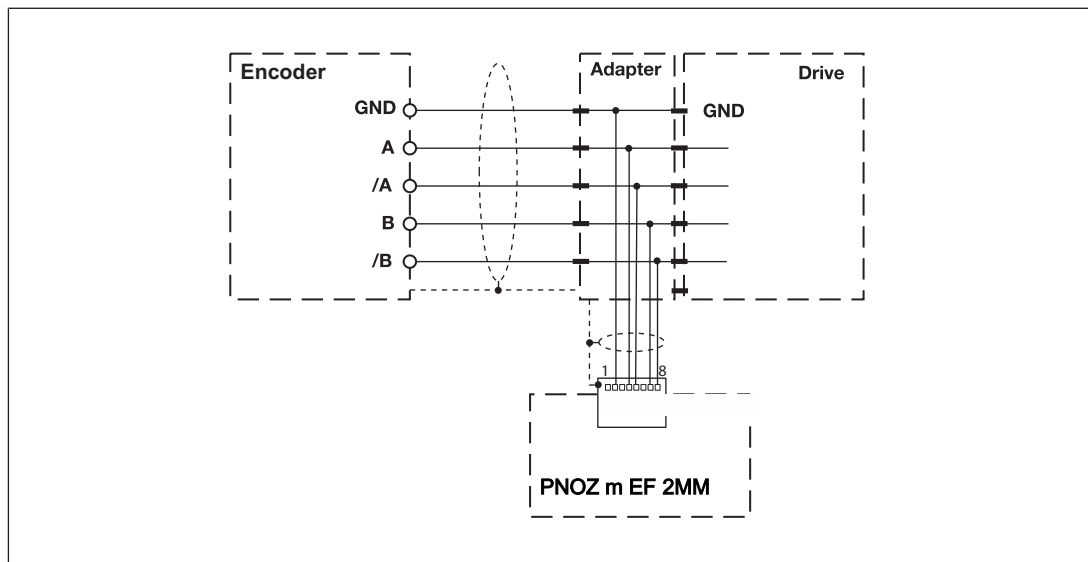 Encoder
Adapter
Drive
GND
GND
A
/A
B
/B
1
8
PNOZ m EF 2MM